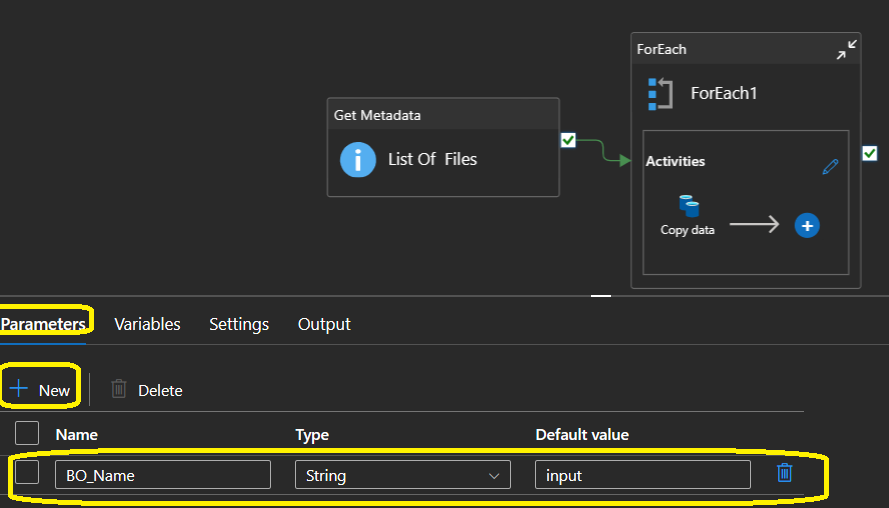 ForEach
ForEach1
Get Metadata
List Of Files
Activities
Copy data
Parameters Variables Settings Output
New Delete
Name Type Default value
BO_Name String input